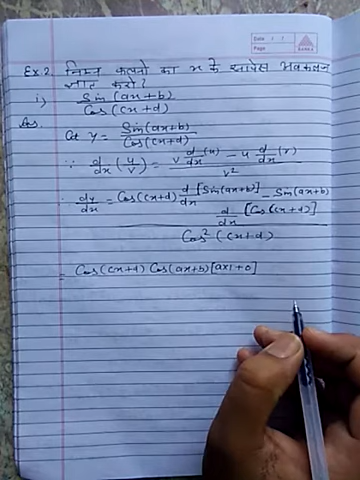 Date : / /
Page :
Ex.2. निम्न फलनो का x के सापेक्ष अवकलन
ज्ञात करो?
i) Sin(ax+b)
Cos(cx+d)
Ans.
let y = Sin(ax+b)
Cos(cx+d)
∵ d/dx (u/v) = v d/dx (u) - u d/dx (v)
v²
∴ dy/dx = Cos(cx+d) d/dx [Sin(ax+b)] - Sin(ax+b)
d/dx [Cos(cx+d)]
Cos² (cx+d)
= Cos(cx+d) Cos(ax+b) [ax1+0]